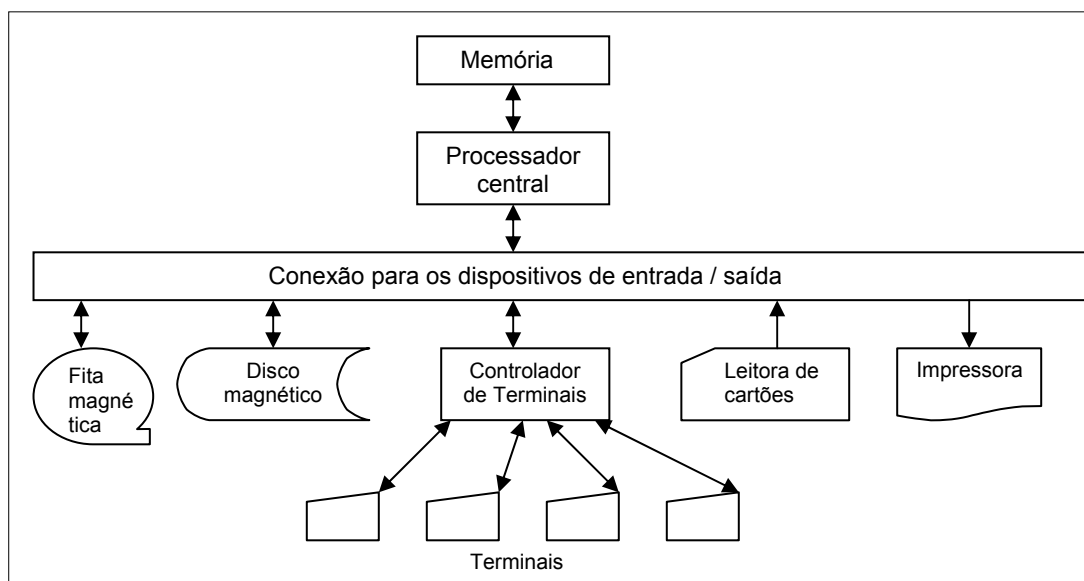 Memória
Processador
central
Conexão para os dispositivos de entrada / saída
Fita
magné
tica
Disco
magnético
Controlador
de Terminais
Leitora de
cartões
Impressora
Terminais